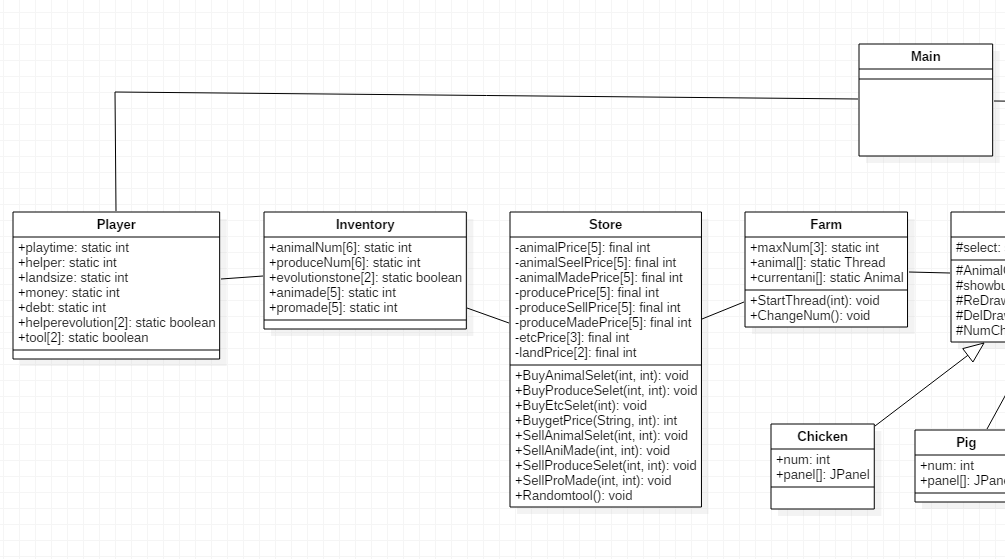 Main
Player
+playtime: static int
+helper: static int
+landsize: static int
+money: static int
+debt: static int
+helperevolution[2]: static boolean
+tool[2]: static boolean
Inventory
+animalNum[6]: static int
+produceNum[6]: static int
+evolutionstone[2]: static boolean
+animade[5]: static int
+promade[5]: static int
Store
-animalPrice[5]: final int
-animalSeelPrice[5]: final int
-animalMadePrice[5]: final int
-producePrice[5]: final int
-produceSellPrice[5]: final int
-produceMadePrice[5]: final int
-etcPrice[3]: final int
-landPrice[2]: final int
+BuyAnimalSelet(int, int): void
+BuyProduceSelet(int, int): void
+BuyEtcSelet(int): void
+BuygetPrice(String, int): int
+SellAnimalSelet(int, int): void
+SellAniMade(int, int): void
+SellProduceSelet(int, int): void
+SellProMade(int, int): void
+Randomtool(): void
Farm
+maxNum[3]: static int
+animal[]: static Thread
+currentani[]: static Animal
+StartThread(int): void
+ChangeNum(): void
#select:
#Animal
#showbu
#ReDraw
#DelDraw
#NumCh
Chicken
+num: int
+panel[]: JPanel
Pig
+num: int
+panel[]: JPane